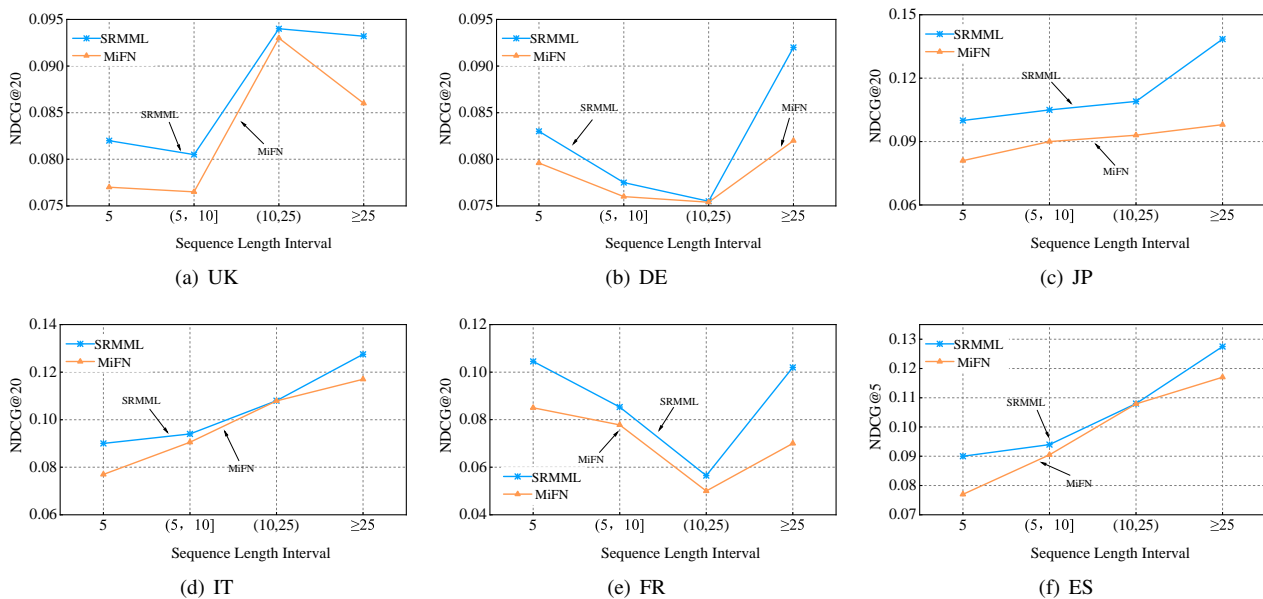 0.095
SRMML
MiFN
0.090
NDCG@20
0.085
SRMML
MiFN
0.080
0.075
5
(5，10]
(10,25)
≥25
Sequence Length Interval
(a) UK
0.095
SRMML
MiFN
0.090
NDCG@20
0.085
SRMML
MiFN
0.080
0.075
5
(5，10]
(10,25)
≥25
Sequence Length Interval
(b) DE
0.15
SRMML
MiFN
0.12
NDCG@20
SRMML
0.09
MiFN
0.06
5
(5，10]
(10,25)
≥25
Sequence Length Interval
(c) JP
0.14
SRMML
MiFN
0.12
NDCG@20
0.10
SRMML
0.08
MiFN
0.06
5
(5，10]
(10,25)
≥25
Sequence Length Interval
(d) IT
0.12
0.10
NDCG@20
0.08
SRMML
MiFN
0.06
SRMML
MiFN
0.04
5
(5，10]
(10,25)
≥25
Sequence Length Interval
(e) FR
0.13
SRMML
MiFN
0.12
0.11
NDCG@5
0.10
SRMML
0.09
MiFN
0.08
0.07
5
(5，10]
(10,25)
≥25
Sequence Length Interval
(f) ES